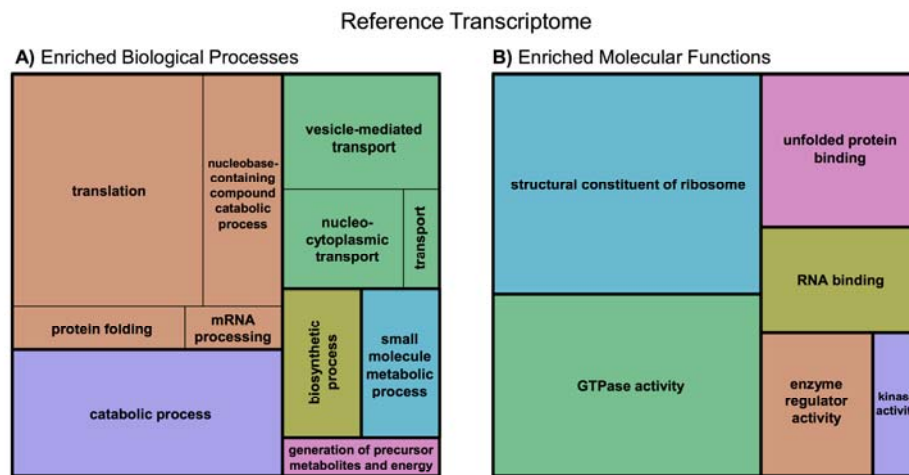 Reference Transcriptome
A) Enriched Biological Processes
translation
nucleobase-
containing
compound
catabolic
process
protein folding
mRNA
processing
catabolic process
vesicle-mediated
transport
nucleo-
cytoplasmic
transport
transport
biosynthetic
process
small
molecule
metabolic
process
generation of precursor
metabolites and energy
B) Enriched Molecular Functions
structural constituent of ribosome
GTPase activity
unfolded protein
binding
RNA binding
enzyme
regulator
activity
kinas
activit